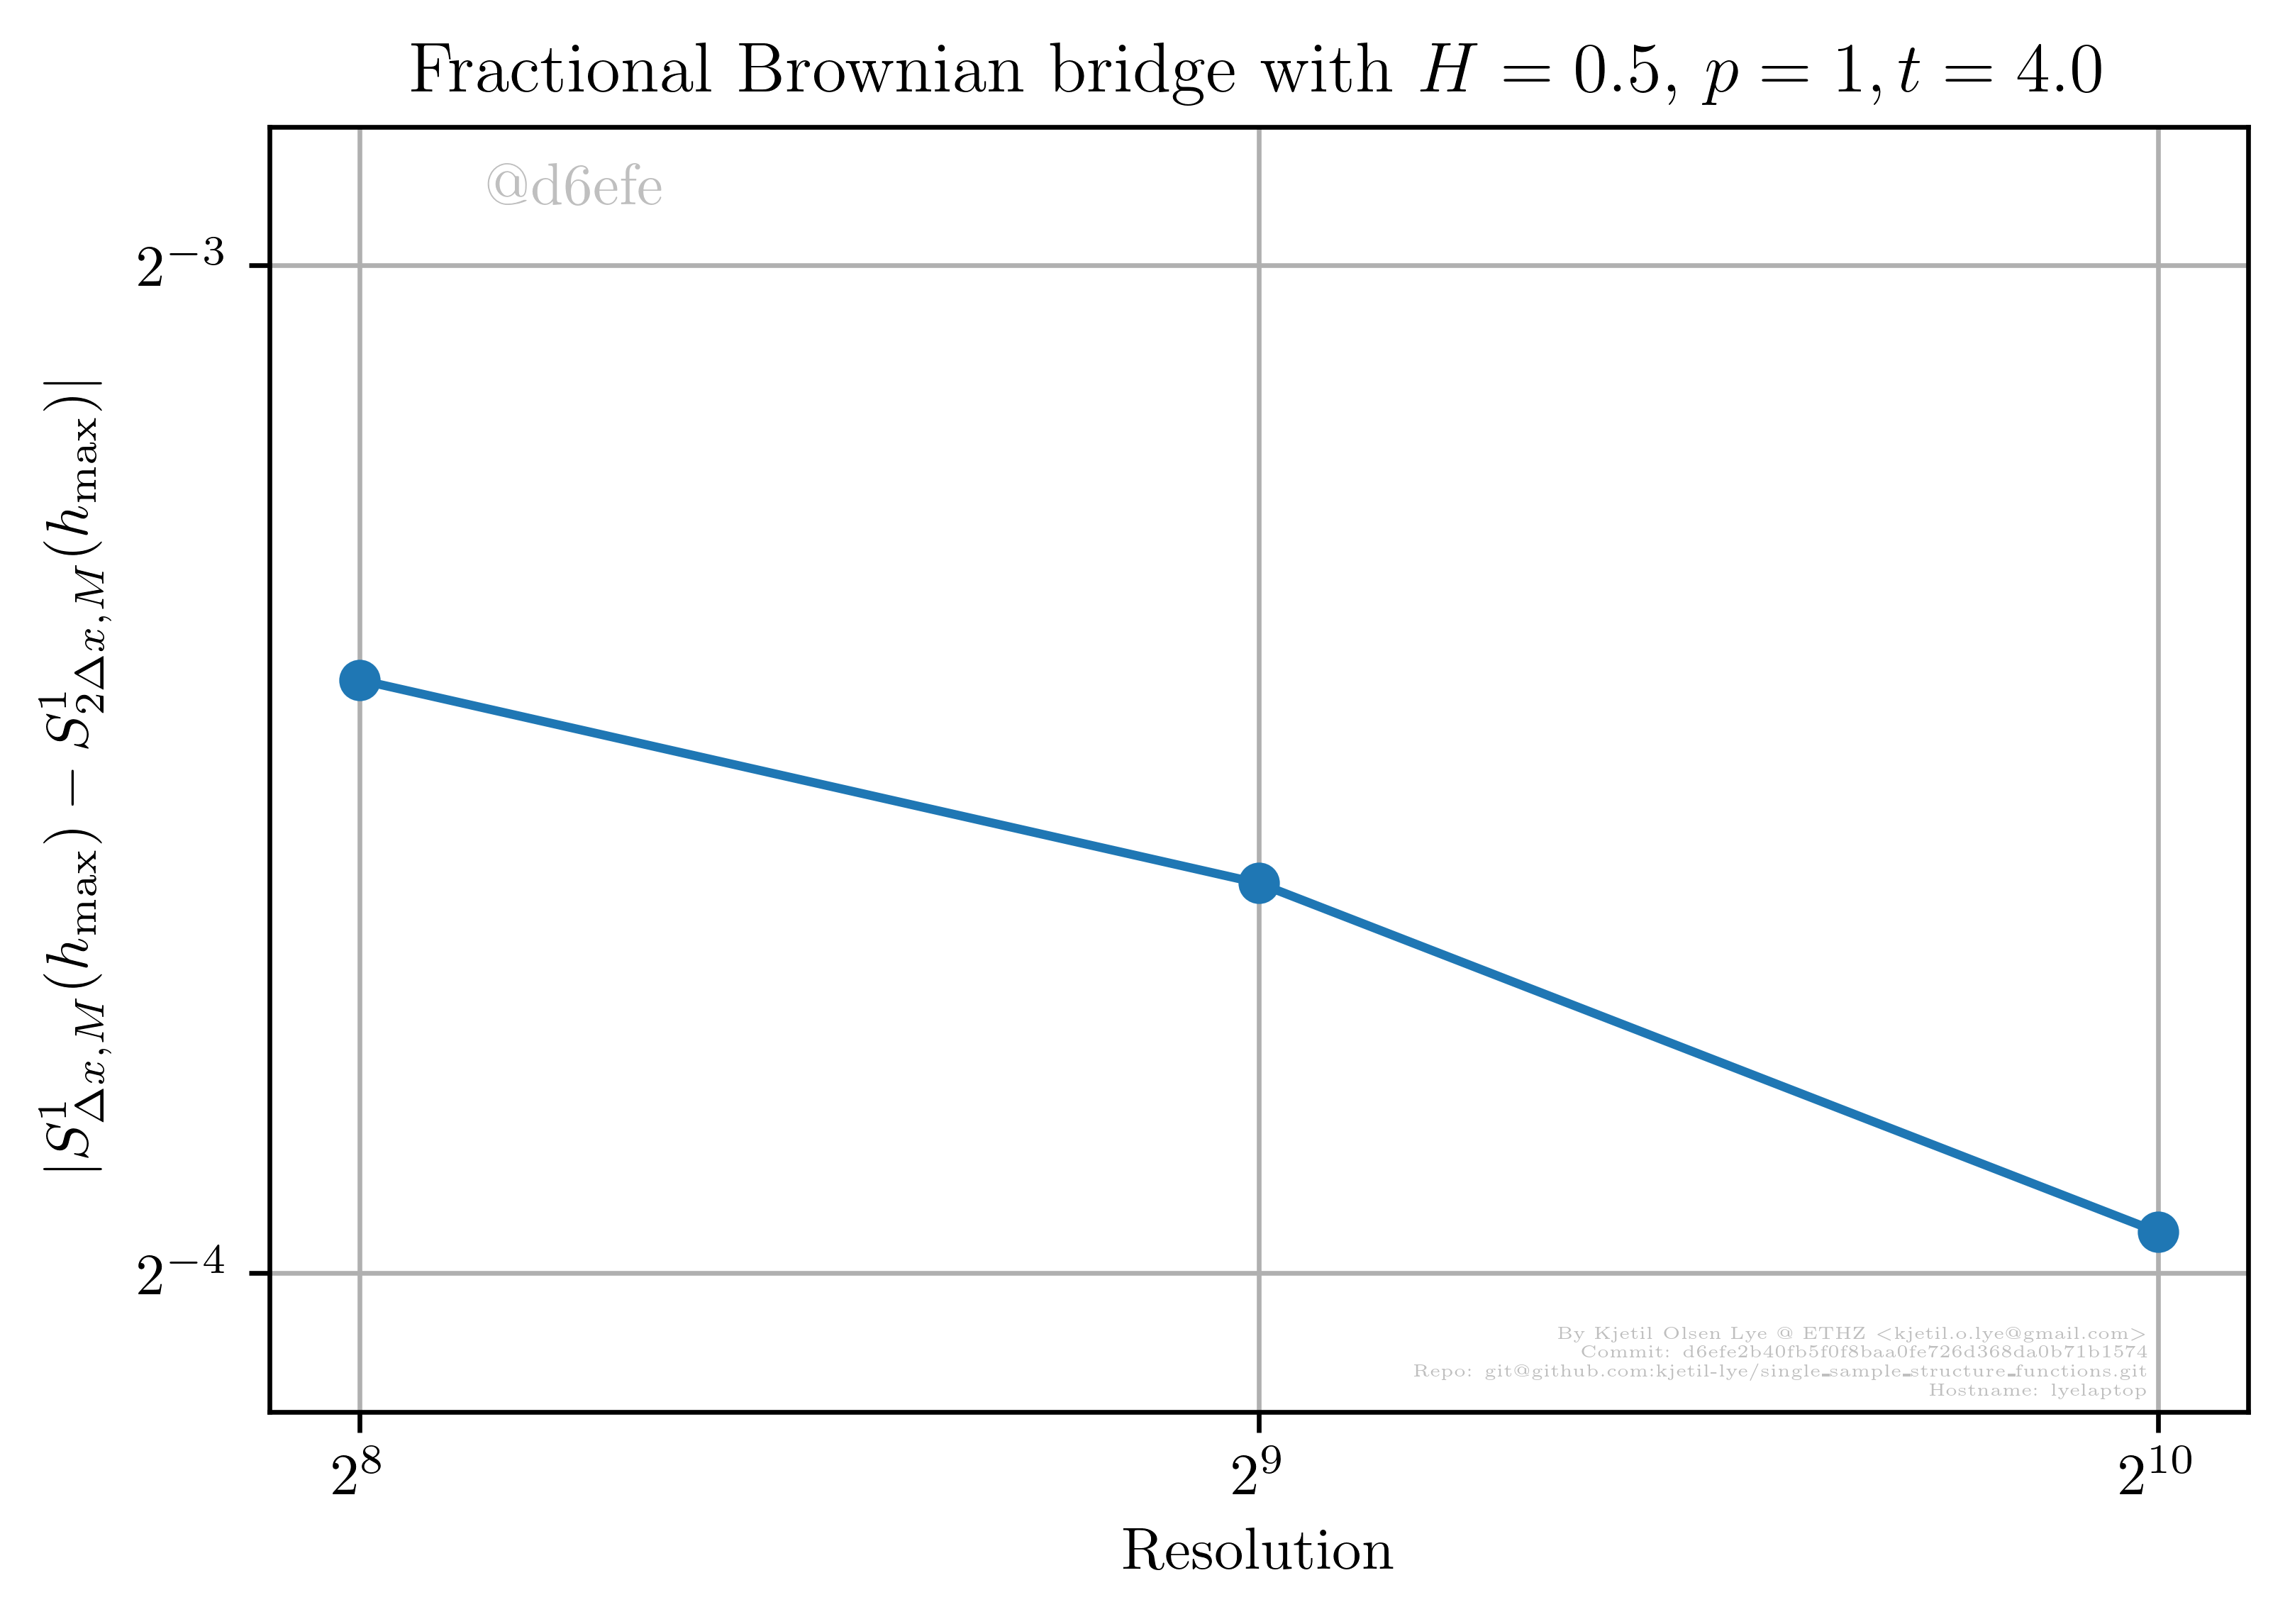 Fractional Brownian bridge with $H = 0.5, p = 1, t = 4.0$
@d6efe
$2^{-3}$
$|S^1_{\Delta x,M}(h_{\max}) - S^1_{2\Delta x,M}(h_{\max})|$
$2^{-4}$
By Kjetil Olsen Lye @ ETHZ <kjetil.o.lye@gmail.com>
Commit: d6efe2b40fb5f0f8baa0fe726d368da0b71b1574
Repo: git@github.com:kjetil-lye/single_sample_structure_functions.git
Hostname: lyelaptop
$2^8$ $2^9$ $2^{10}$
Resolution